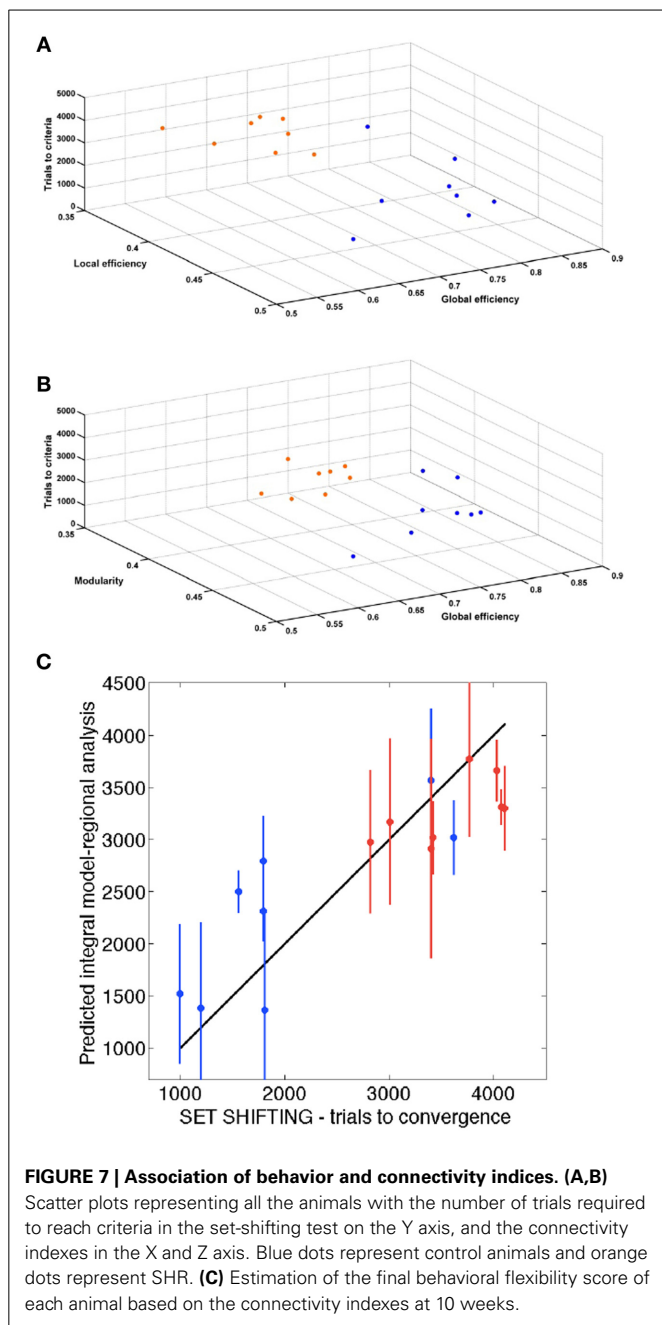 A
5000
4000
3000
2000
1000
0
Trials to criteria
0.35
0.4
0.45
0.5
Local efficiency
0.5
0.55
0.6
0.65
0.7
0.75
0.8
0.85
0.9
Global efficiency
B
5000
4000
3000
2000
1000
0
Trials to criteria
0.35
0.4
0.45
0.5
Modularity
0.5
0.55
0.6
0.65
0.7
0.75
0.8
0.85
0.9
Global efficiency
C
4500
4000
3500
3000
2500
2000
1500
1000
Predicted integral model-regional analysis
1000 2000 3000 4000
SET SHIFTING - trials to convergence
FIGURE 7 | Association of behavior and connectivity indices. (A,B)
Scatter plots representing all the animals with the number of trials required
to reach criteria in the set-shifting test on the Y axis, and the connectivity
indexes in the X and Z axis. Blue dots represent control animals and orange
dots represent SHR. (C) Estimation of the final behavioral flexibility score of
each animal based on the connectivity indexes at 10 weeks.